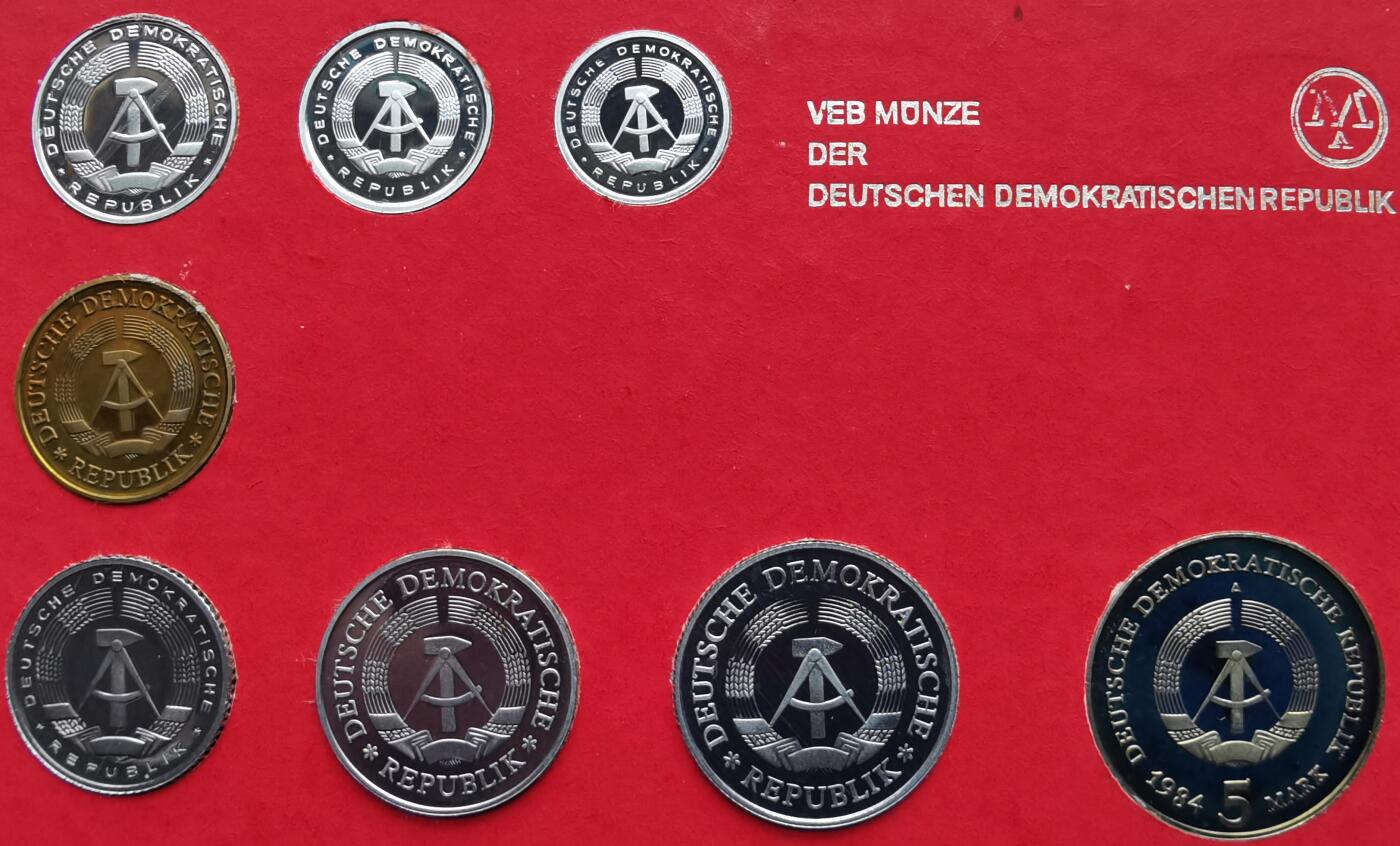 DEUTSCHE DEMOKRATISCHE
* REPUBLIK *
DEUTSCHE DEMOKRATISCHE
* REPUBLIK *
DEUTSCHE DEMOKRATISCHE
* REPUBLIK *
VEB MÜNZE
DER
DEUTSCHEN DEMOKRATISCHEN REPUBLIK
M
A
DEUTSCHE DEMOKRATISCHE
* REPUBLIK *
DEUTSCHE DEMOKRATISCHE
* REPUBLIK *
DEUTSCHE DEMOKRATISCHE
* REPUBLIK *
DEUTSCHE DEMOKRATISCHE
* REPUBLIK *
DEUTSCHE DEMOKRATISCHE REPUBLIK
A
1984 5 MARK